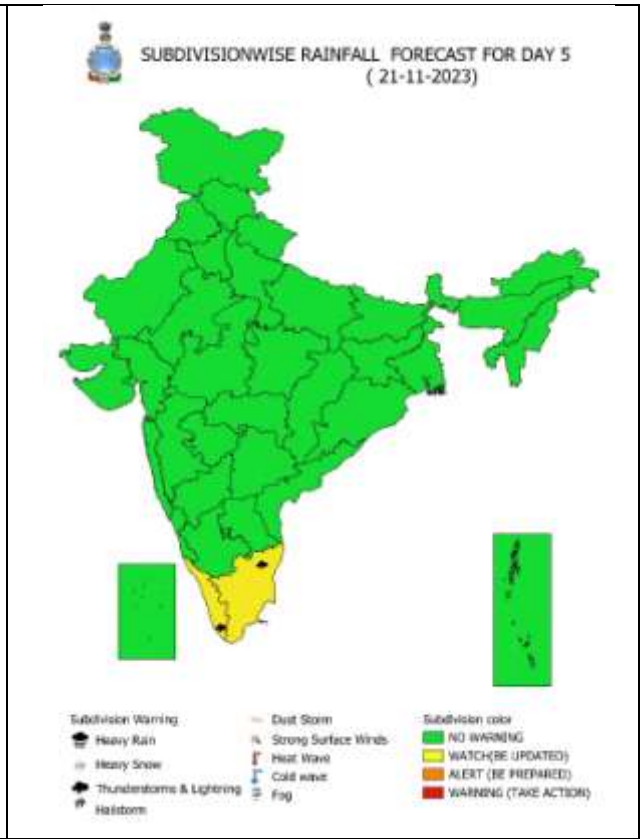 SUBDIVISIONWISE RAINFALL FORECAST FOR DAY 5
( 21-11-2023)
Subdivision Warning
Heavy Rain
Heavy Snow
Thunderstorms & Lightning
Hailstorm
Dust Storm
Strong Surface Winds
Heat Wave
Cold wave
Fog
Subdivision color
NO WARNING
WATCH(BE UPDATED)
ALERT (BE PREPARED)
WARNING (TAKE ACTION)